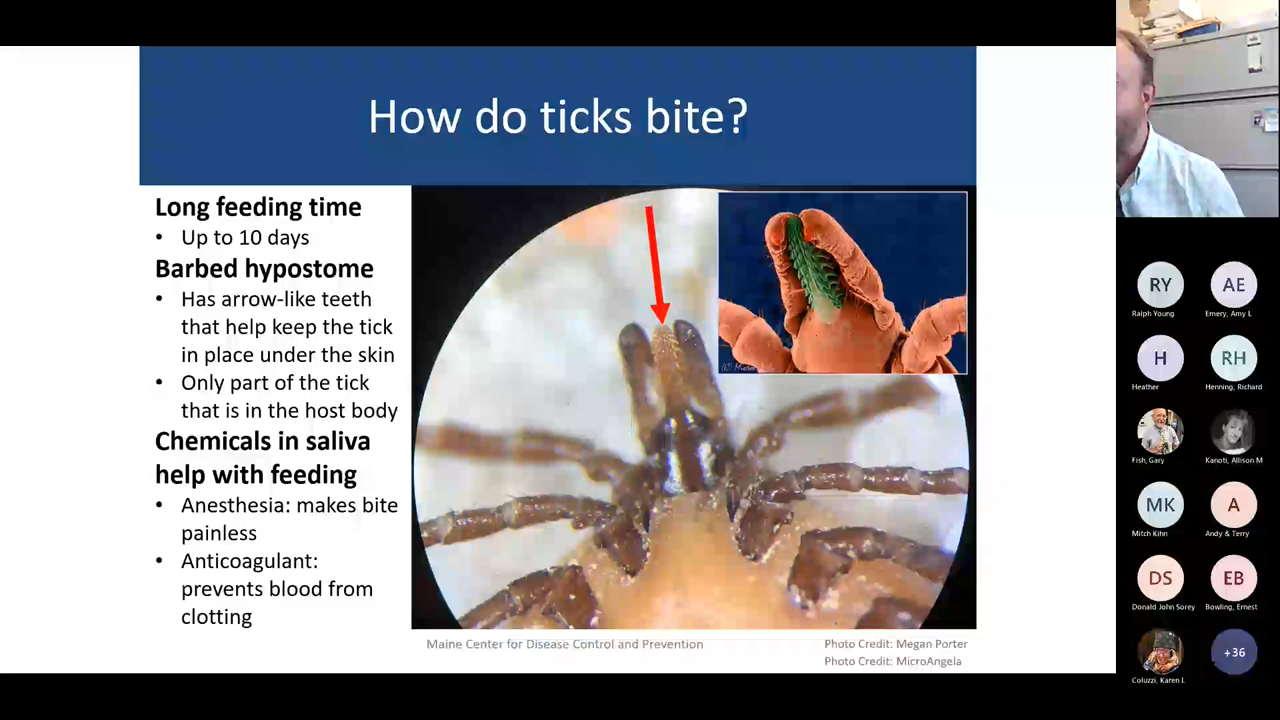 How do ticks bite?
Long feeding time
• Up to 10 days
Barbed hypostome
• Has arrow-like teeth
that help keep the tick
in place under the skin
• Only part of the tick
that is in the host body
Chemicals in saliva
help with feeding
• Anesthesia: makes bite
painless
• Anticoagulant:
prevents blood from
clotting
Maine Center for Disease Control and Prevention
Photo Credit: Megan Porter
Photo Credit: MicroAngela
RY
AE
Ralph Young
Emery, Amy L
H
RH
Heather
Henning, Richard
Fish, Gary
Kanoti, Allison M
MK
A
Mitch Kihn
Andy & Terry
DS
EB
Donald John Sorey
Bowling, Ernest
+36
Coluzzi, Karen L